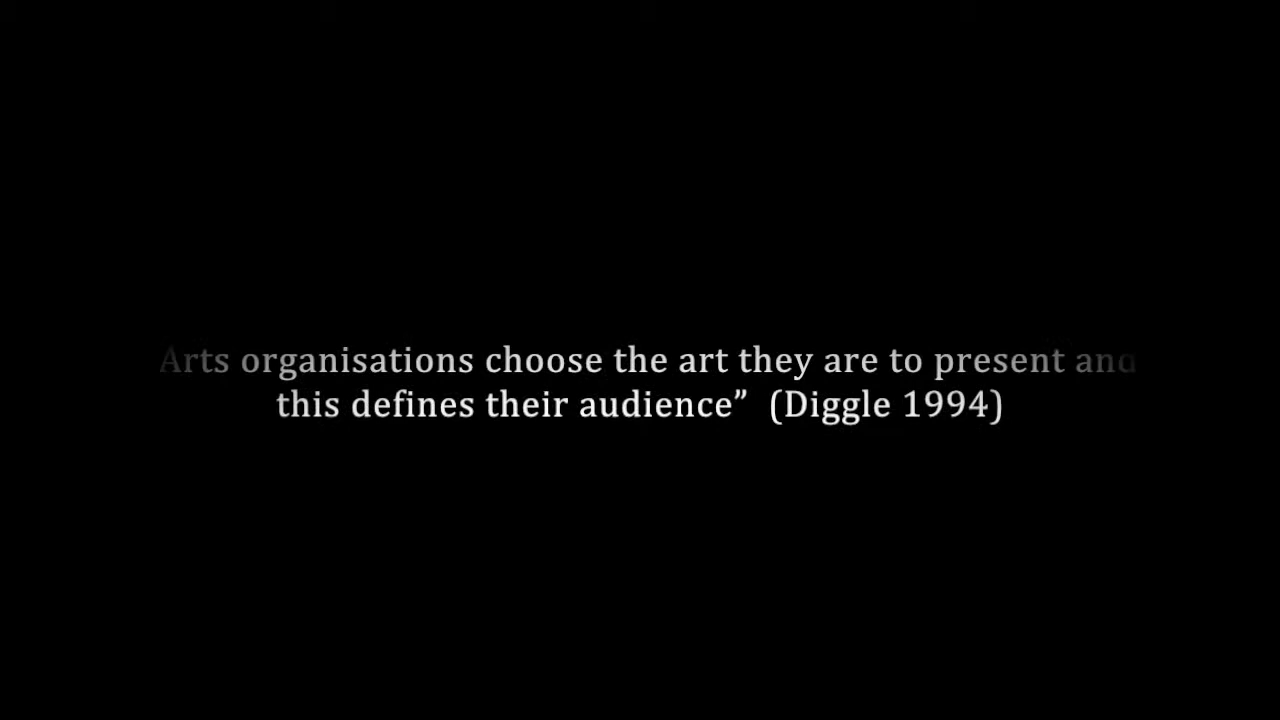 Arts organisations choose the art they are to present and
this defines their audience” (Diggle 1994)